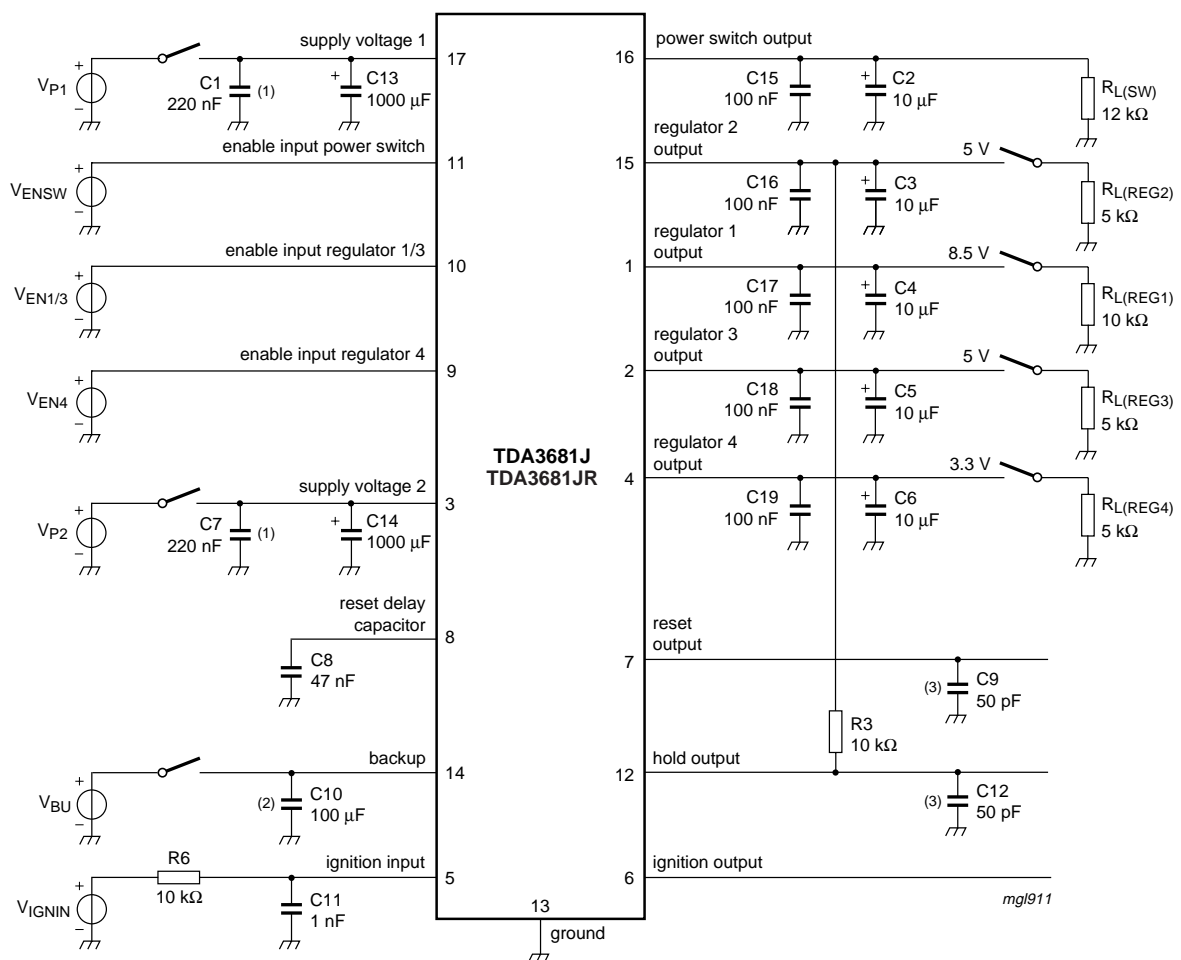 supply voltage 1
17
+
V_P1
−
C1
220 nF
(1)
+
C13
1000 μF
enable input power switch
11
+
V_ENSW
−
enable input regulator 1/3
10
+
V_EN1/3
−
enable input regulator 4
9
+
V_EN4
−
supply voltage 2
3
+
V_P2
−
C7
220 nF
(1)
+
C14
1000 μF
reset delay
capacitor
8
C8
47 nF
backup
14
+
V_BU
−
(2)
C10
100 μF
R6
10 kΩ
ignition input
5
+
V_IGNIN
−
C11
1 nF
TDA3681J
TDA3681JR
13
ground
power switch output
16
C15
100 nF
+
C2
10 μF
R_L(SW)
12 kΩ
regulator 2
output
15
5 V
C16
100 nF
+
C3
10 μF
R_L(REG2)
5 kΩ
regulator 1
output
1
8.5 V
C17
100 nF
+
C4
10 μF
R_L(REG1)
10 kΩ
regulator 3
output
2
5 V
C18
100 nF
+
C5
10 μF
R_L(REG3)
5 kΩ
regulator 4
output
4
3.3 V
C19
100 nF
+
C6
10 μF
R_L(REG4)
5 kΩ
reset
output
7
(3)
C9
50 pF
R3
10 kΩ
hold output
12
(3)
C12
50 pF
ignition output
6
mgl911